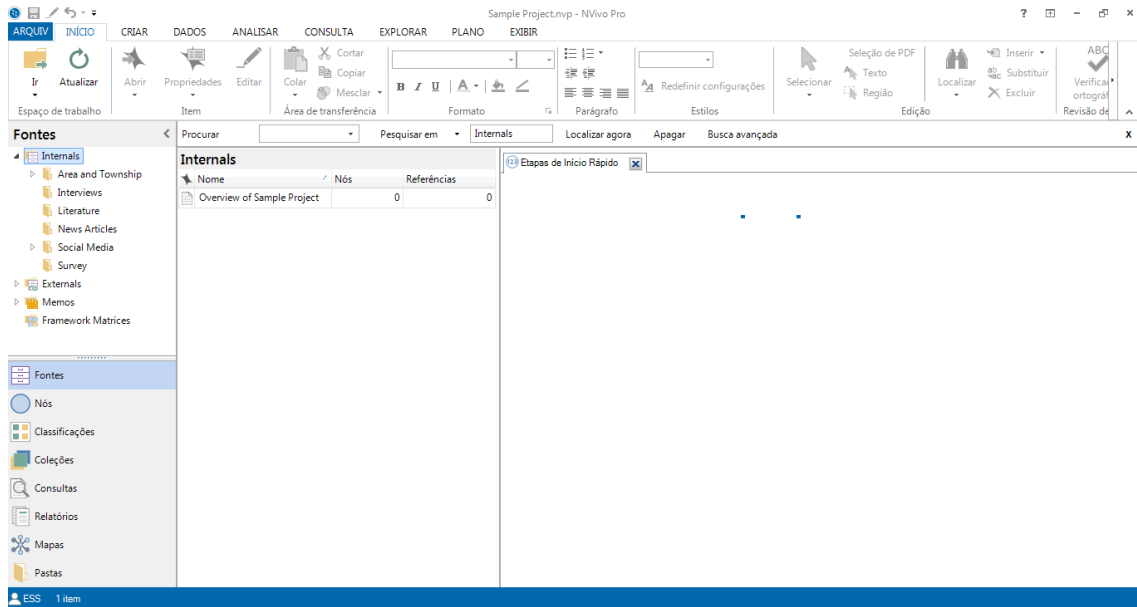 Sample Project.nvp - NVivo Pro
ARQUIV INÍCIO CRIAR DADOS ANALISAR CONSULTA EXPLORAR PLANO EXIBIR
Ir Atualizar
Espaço de trabalho
Abrir Propriedades Editar
Item
Colar Cortar
Copiar
Mesclar
Área de transferência
B I U A
Formato
Parágrafo
Redefinir configurações
Estilos
Selecionar Seleção de PDF
Texto
Região
Localizar Inserir
Substituir
Excluir
Edição
ABC
Verificaç
ortográf
Revisão de
Fontes
Procurar Pesquisar em Internals Localizar agora Apagar Busca avançada x
Internals
Area and Township
Interviews
Literature
News Articles
Social Media
Survey
Externals
Memos
Framework Matrices
Fontes
Nós
Classificações
Coleções
Consultas
Relatórios
Mapas
Pastas
Internals
Nome Nós Referências
Overview of Sample Project 0 0
123 Etapas de Início Rápido x
ESS 1 item